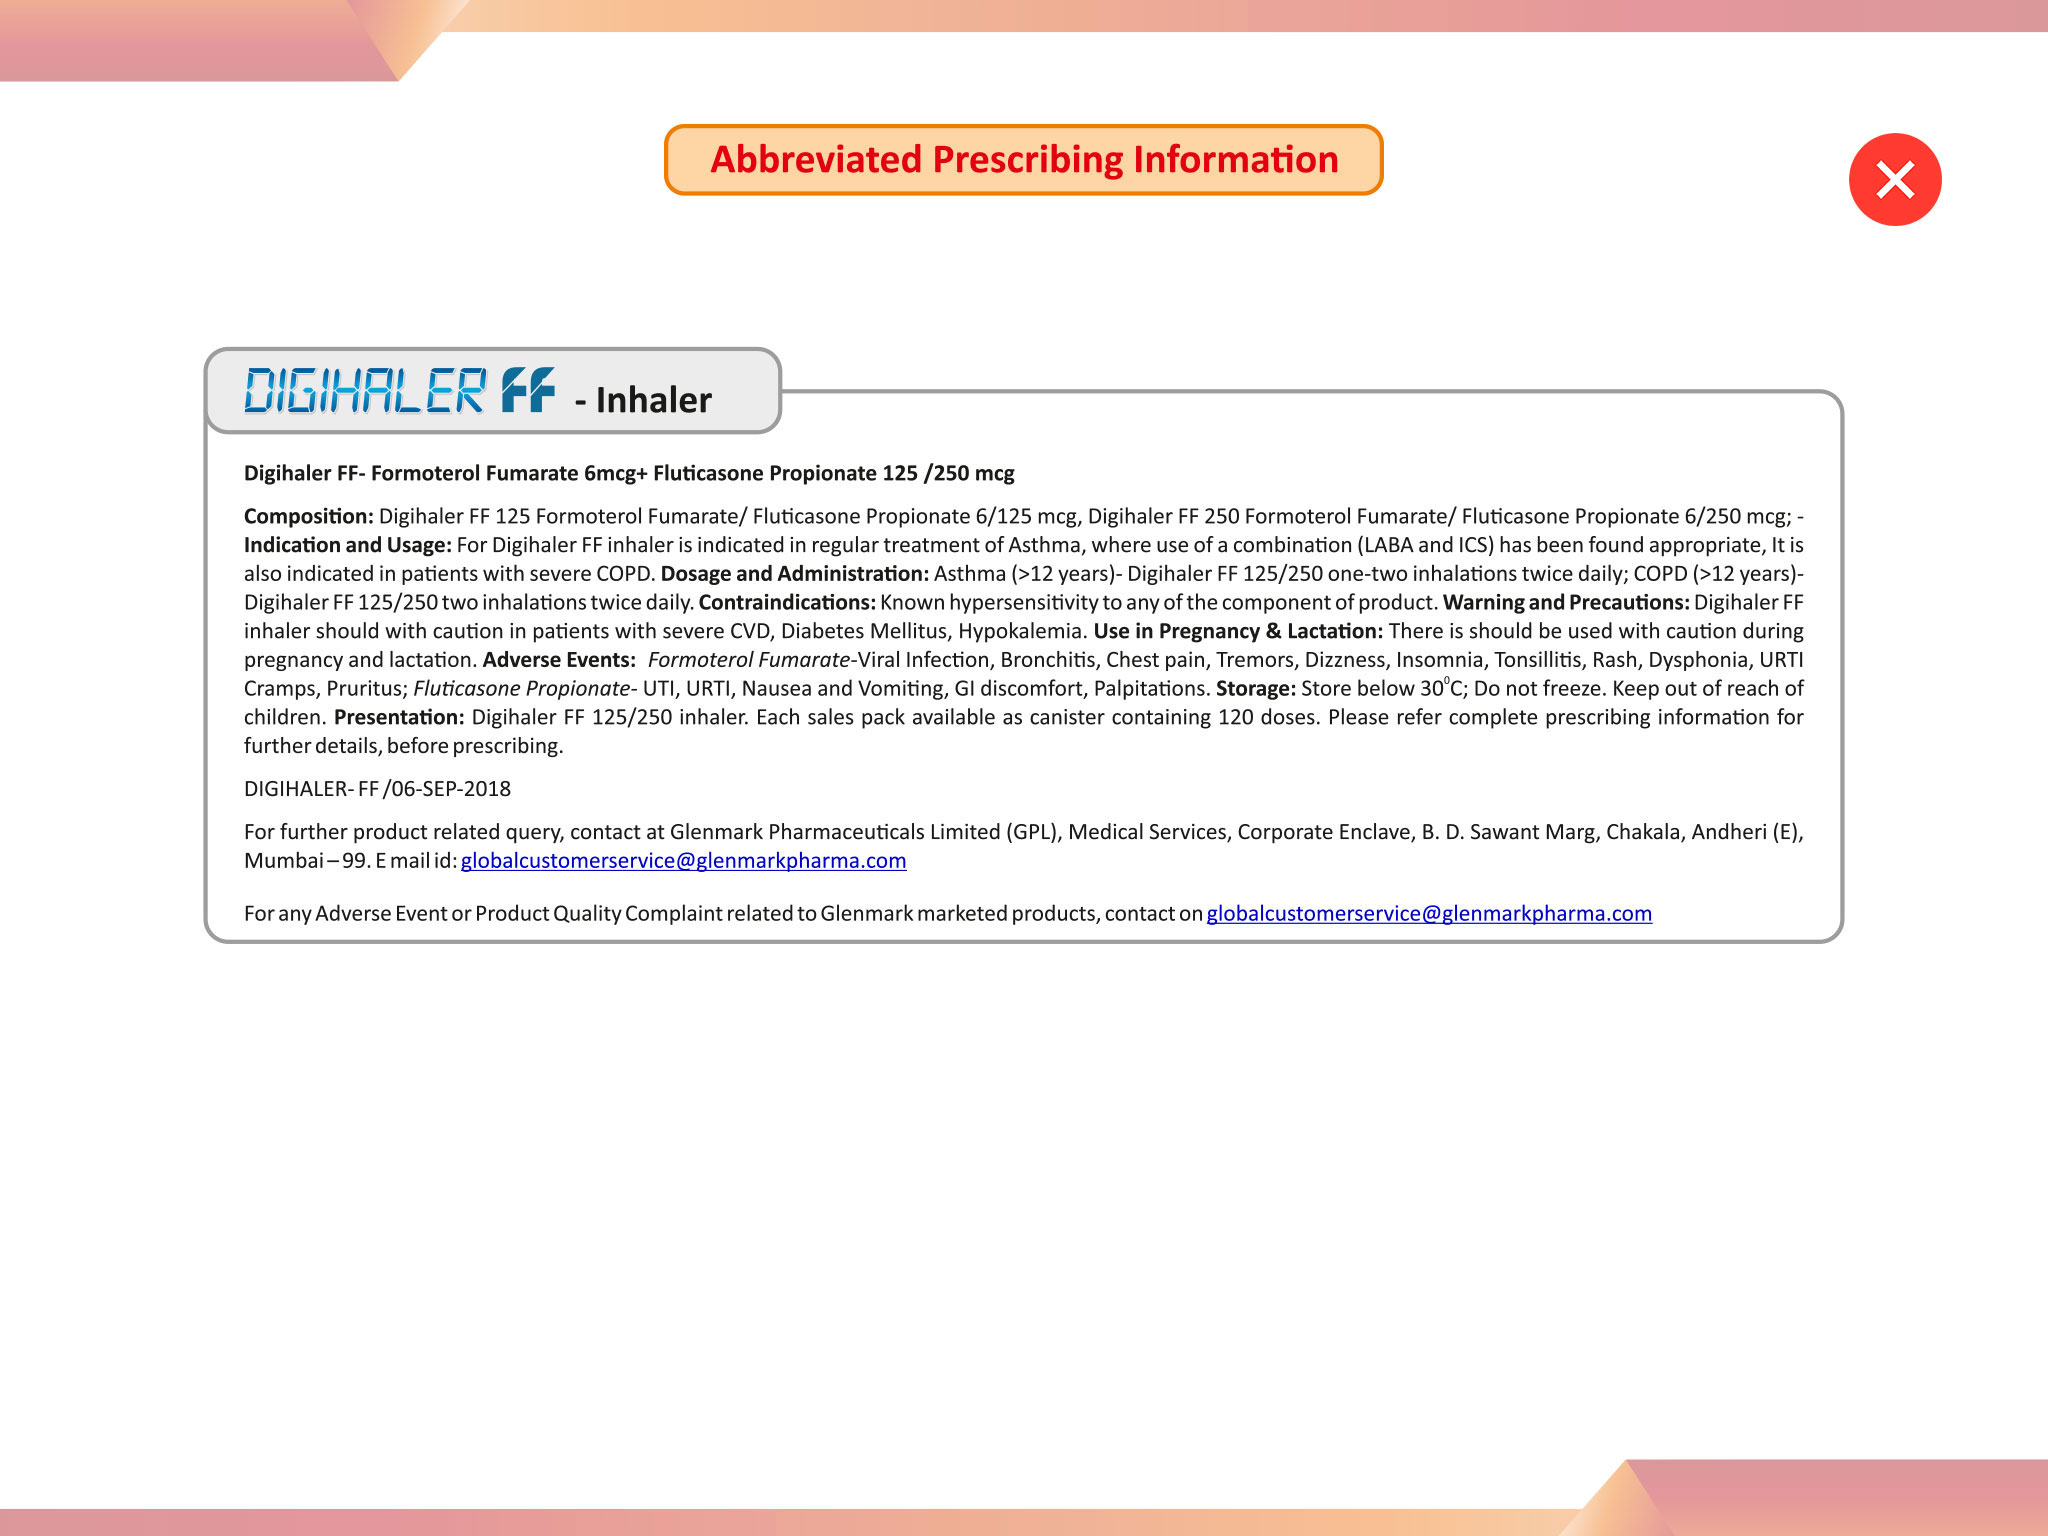 Abbreviated Prescribing Information
DIGIHALER FF - Inhaler
Digihaler FF- Formoterol Fumarate 6mcg+ Fluticasone Propionate 125 /250 mcg
Composition: Digihaler FF 125 Formoterol Fumarate/ Fluticasone Propionate 6/125 mcg, Digihaler FF 250 Formoterol Fumarate/ Fluticasone Propionate 6/250 mcg; -
Indication and Usage: For Digihaler FF inhaler is indicated in regular treatment of Asthma, where use of a combination (LABA and ICS) has been found appropriate, It is
also indicated in patients with severe COPD. Dosage and Administration: Asthma (>12 years)- Digihaler FF 125/250 one-two inhalations twice daily; COPD (>12 years)-
Digihaler FF 125/250 two inhalations twice daily. Contraindications: Known hypersensitivity to any of the component of product. Warning and Precautions: Digihaler FF
inhaler should with caution in patients with severe CVD, Diabetes Mellitus, Hypokalemia. Use in Pregnancy & Lactation: There is should be used with caution during
pregnancy and lactation. Adverse Events: Formoterol Fumarate-Viral Infection, Bronchitis, Chest pain, Tremors, Dizzness, Insomnia, Tonsillitis, Rash, Dysphonia, URTI
Cramps, Pruritus; Fluticasone Propionate- UTI, URTI, Nausea and Vomiting, GI discomfort, Palpitations. Storage: Store below 30⁰C; Do not freeze. Keep out of reach of
children. Presentation: Digihaler FF 125/250 inhaler. Each sales pack available as canister containing 120 doses. Please refer complete prescribing information for
further details, before prescribing.
DIGIHALER- FF /06-SEP-2018
For further product related query, contact at Glenmark Pharmaceuticals Limited (GPL), Medical Services, Corporate Enclave, B. D. Sawant Marg, Chakala, Andheri (E),
Mumbai – 99. E mail id: globalcustomerservice@glenmarkpharma.com
For any Adverse Event or Product Quality Complaint related to Glenmark marketed products, contact on globalcustomerservice@glenmarkpharma.com